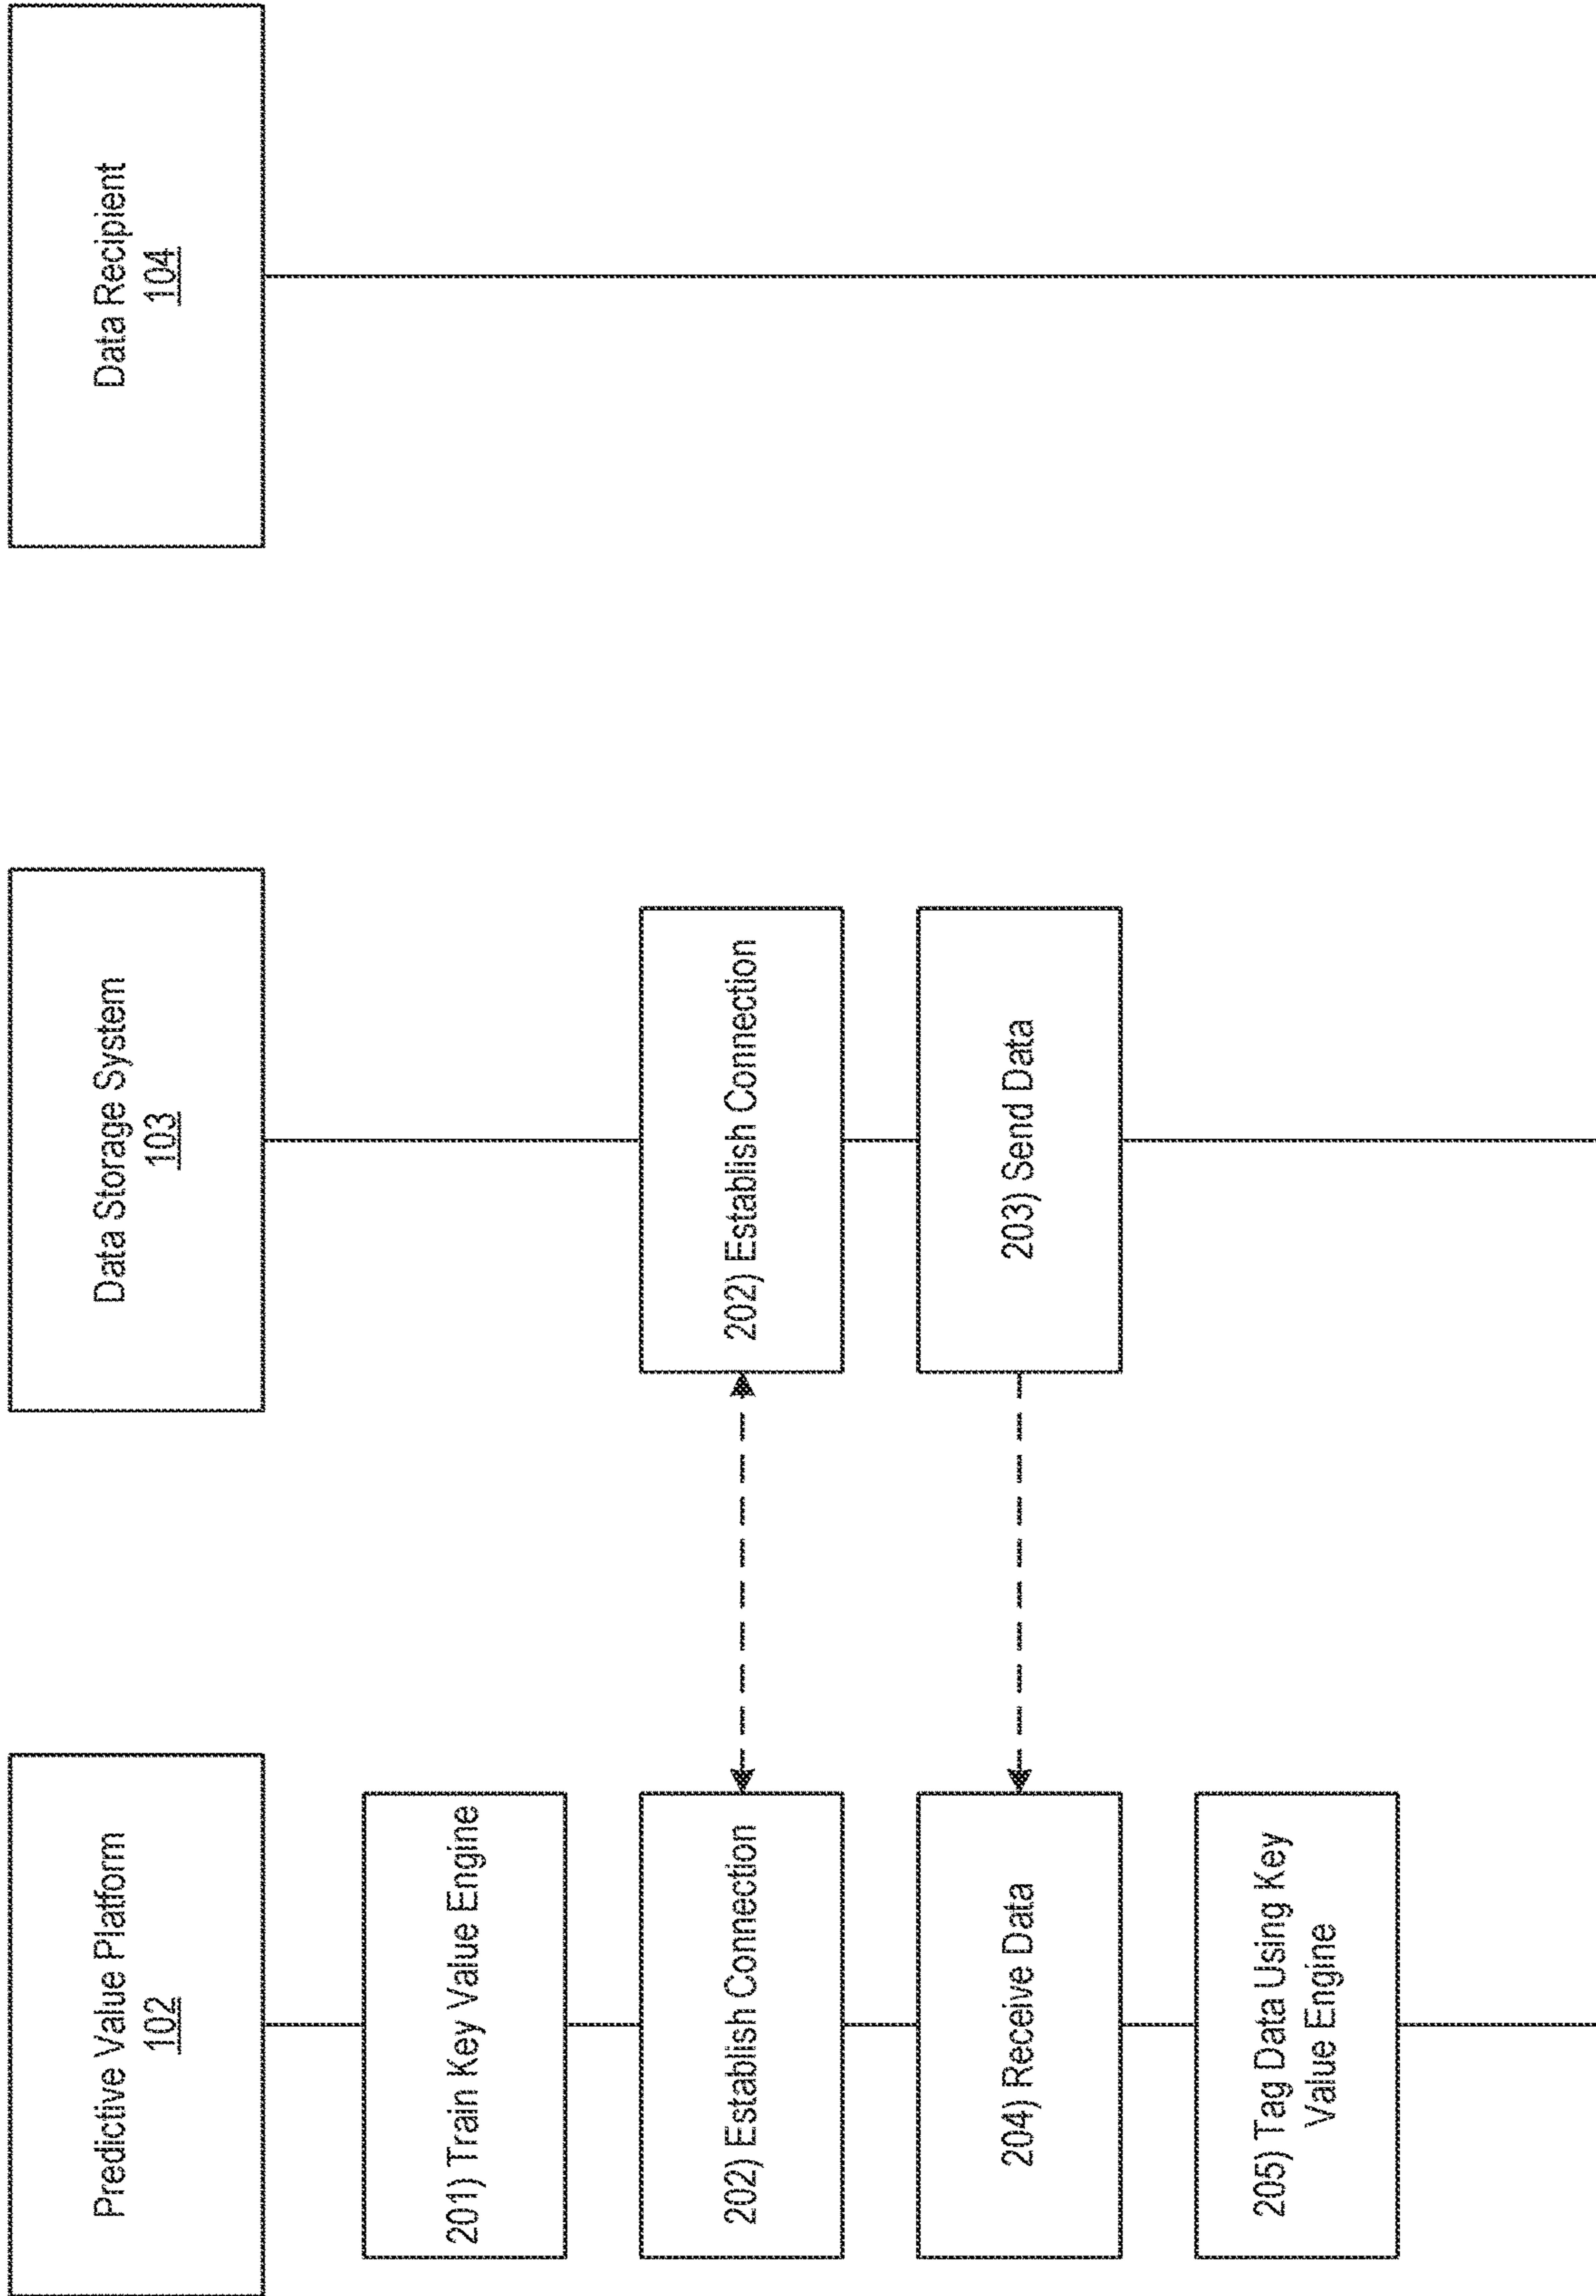 Predictive Value Platform
102
Data Storage System
103
Data Recipient
104
201) Train Key Value Engine
202) Establish Connection
202) Establish Connection
204) Receive Data
203) Send Data
205) Tag Data Using Key
Value Engine